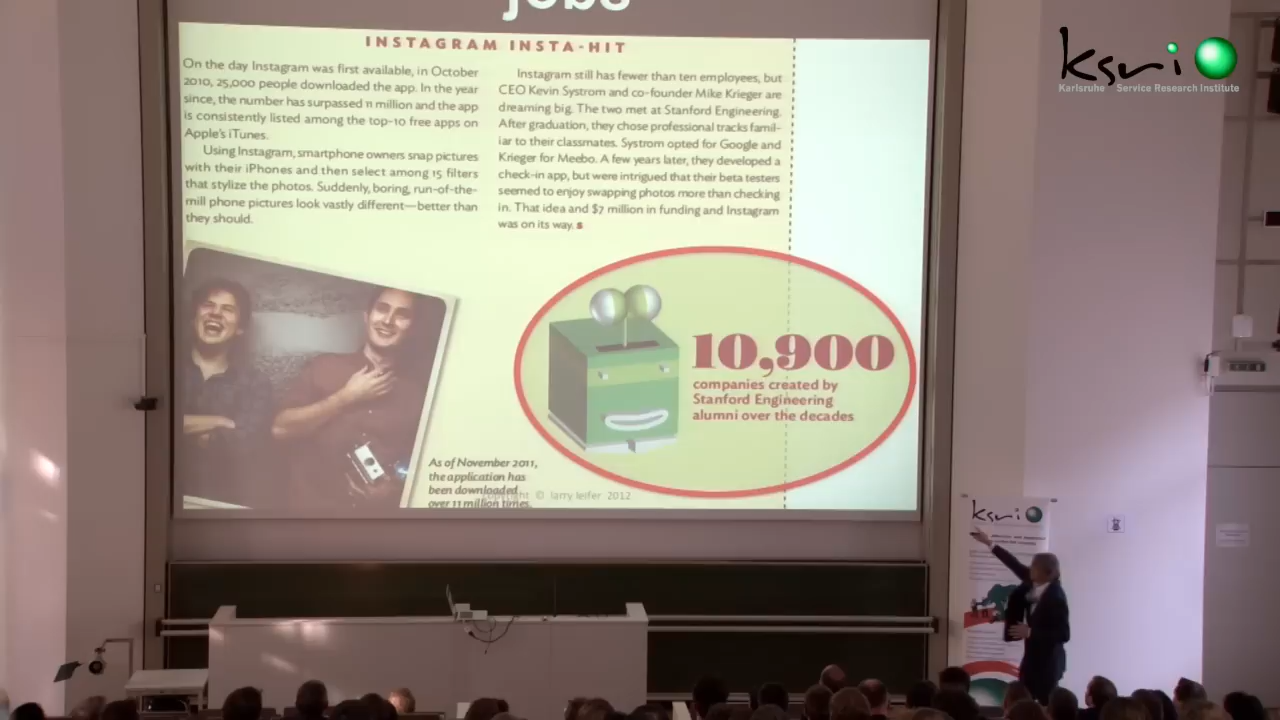 jobs
INSTAGRAM INSTA-HIT
On the day Instagram was first available, in October
2010, 25,000 people downloaded the app. In the year
since, the number has surpassed 11 million and the app
is consistently listed among the top-10 free apps on
Apple's iTunes.
Using Instagram, smartphone owners snap pictures
with their iPhones and then select among 15 filters
that stylize the photos. Suddenly, boring, run-of-the-
mill phone pictures look vastly different—better than
they should.
Instagram still has fewer than ten employees, but
CEO Kevin Systrom and co-founder Mike Krieger are
dreaming big. The two met at Stanford Engineering.
After graduation, they chose professional tracks famil-
iar to their classmates. Systrom opted for Google and
Krieger for Meebo. A few years later, they developed a
check-in app, but were intrigued that their beta testers
seemed to enjoy swapping photos more than checking
in. That idea and $7 million in funding and Instagram
was on its way. s
10,900
companies created by
Stanford Engineering
alumni over the decades
As of November 2011,
the application has
been downloaded
over 11 million times.
copyright © larry leifer 2012
ksri
Karlsruhe Service Research Institute
ksri